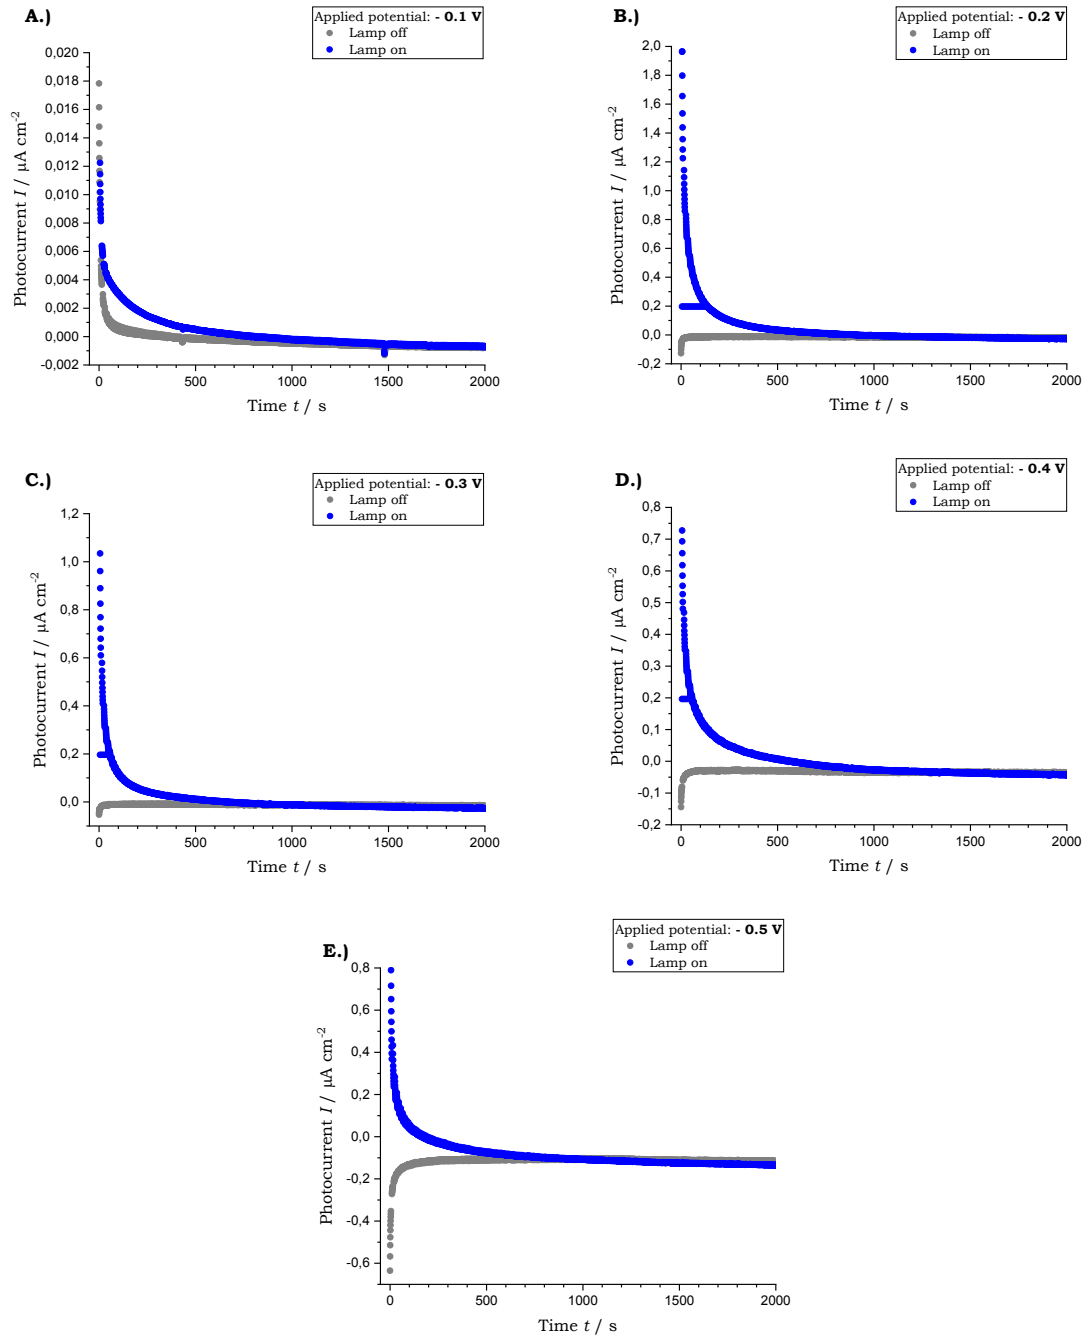 A.)
Applied potential: - 0.1 V
Lamp off
Lamp on
0,020
0,018
0,016
0,014
0,012
0,010
0,008
0,006
0,004
0,002
0,000
-0,002
Photocurrent I / µA cm-2
0
500
1000
1500
2000
Time t / s
B.)
Applied potential: - 0.2 V
Lamp off
Lamp on
2,0
1,8
1,6
1,4
1,2
1,0
0,8
0,6
0,4
0,2
0,0
-0,2
Photocurrent I / µA cm-2
0
500
1000
1500
2000
Time t / s
C.)
Applied potential: - 0.3 V
Lamp off
Lamp on
1,2
1,0
0,8
0,6
0,4
0,2
0,0
Photocurrent I / µA cm-2
0
500
1000
1500
2000
Time t / s
D.)
Applied potential: - 0.4 V
Lamp off
Lamp on
0,8
0,7
0,6
0,5
0,4
0,3
0,2
0,1
0,0
-0,1
-0,2
Photocurrent I / µA cm-2
0
500
1000
1500
2000
Time t / s
E.)
Applied potential: - 0.5 V
Lamp off
Lamp on
0,8
0,6
0,4
0,2
0,0
-0,2
-0,4
-0,6
Photocurrent I / µA cm-2
0
500
1000
1500
2000
Time t / s